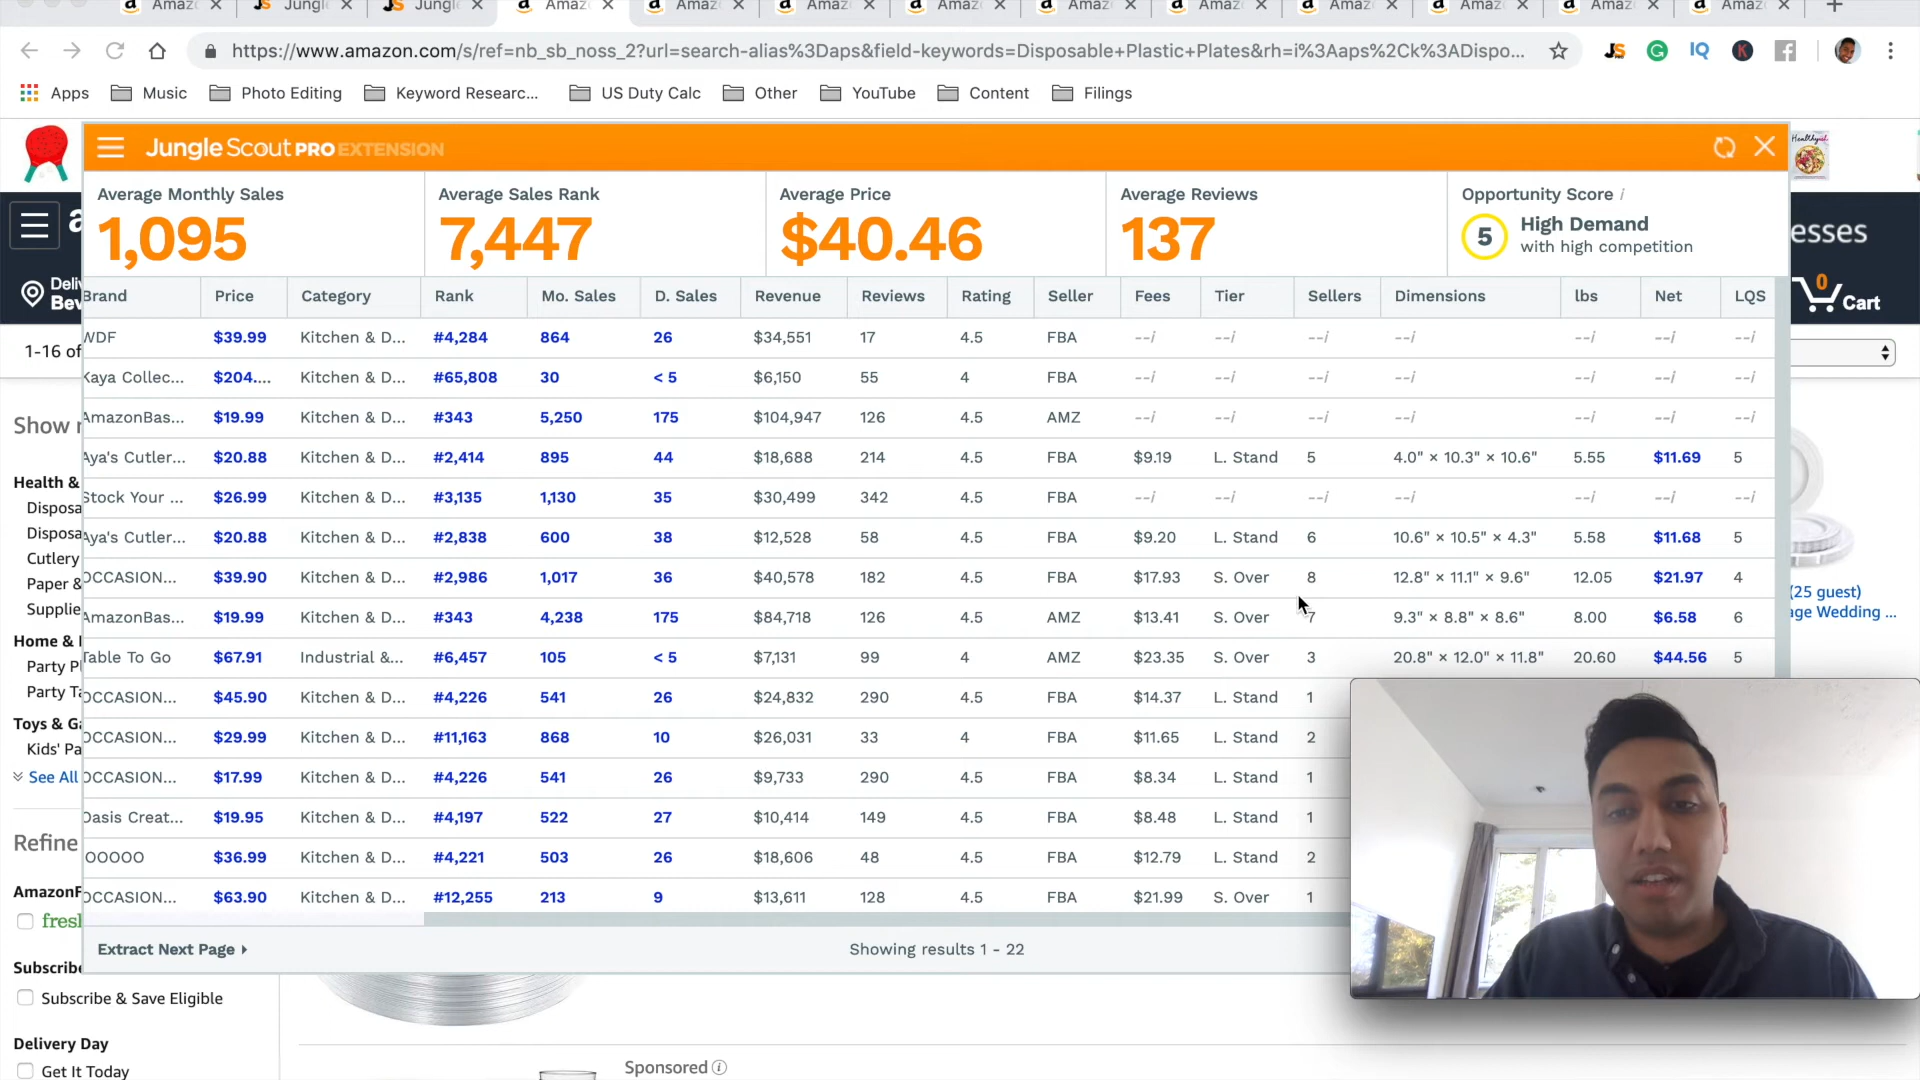 Amaz
Jungle
Jungl
Amaz
Amaz
Amaz
Amaz
Amaz
Amaz
Amaz
Amaz
Amaz
Amaz
https://www.amazon.com/s/ref=nb_sb_noss_2?url=search-alias%3Daps&field-keywords=Disposable+Plastic+Plates&rh=i%3Aaps%2Ck%3ADispo...
Apps Music Photo Editing Keyword Researc... US Duty Calc Other YouTube Content Filings
Jungle Scout PRO EXTENSION
Average Monthly Sales Average Sales Rank Average Price Average Reviews Opportunity Score i
1,095 7,447 $40.46 137 5 High Demand
with high competition
esses
Deliv
Bev
0
Cart
Brand Price Category Rank Mo. Sales D. Sales Revenue Reviews Rating Seller Fees Tier Sellers Dimensions lbs Net LQS
WDF $39.99 Kitchen & D... #4,284 864 26 $34,551 17 4.5 FBA --i --i --i --i --i --i --i
Kaya Collec... $204.... Kitchen & D... #65,808 30 < 5 $6,150 55 4 FBA --i --i --i --i --i --i --i
AmazonBas... $19.99 Kitchen & D... #343 5,250 175 $104,947 126 4.5 AMZ --i --i --i --i --i --i --i
Aya's Cutler... $20.88 Kitchen & D... #2,414 895 44 $18,688 214 4.5 FBA $9.19 L. Stand 5 4.0" × 10.3" × 10.6" 5.55 $11.69 5
Stock Your ... $26.99 Kitchen & D... #3,135 1,130 35 $30,499 342 4.5 FBA --i --i --i --i --i --i --i
Aya's Cutler... $20.88 Kitchen & D... #2,838 600 38 $12,528 58 4.5 FBA $9.20 L. Stand 6 10.6" × 10.5" × 4.3" 5.58 $11.68 5
OCCASION... $39.90 Kitchen & D... #2,986 1,017 36 $40,578 182 4.5 FBA $17.93 S. Over 8 12.8" × 11.1" × 9.6" 12.05 $21.97 4
AmazonBas... $19.99 Kitchen & D... #343 4,238 175 $84,718 126 4.5 AMZ $13.41 S. Over 7 9.3" × 8.8" × 8.6" 8.00 $6.58 6
Table To Go $67.91 Industrial &... #6,457 105 < 5 $7,131 99 4 AMZ $23.35 S. Over 3 20.8" × 12.0" × 11.8" 20.60 $44.56 5
OCCASION... $45.90 Kitchen & D... #4,226 541 26 $24,832 290 4.5 FBA $14.37 L. Stand 1
OCCASION... $29.99 Kitchen & D... #11,163 868 10 $26,031 33 4 FBA $11.65 L. Stand 2
OCCASION... $17.99 Kitchen & D... #4,226 541 26 $9,733 290 4.5 FBA $8.34 L. Stand 1
Oasis Creat... $19.95 Kitchen & D... #4,197 522 27 $10,414 149 4.5 FBA $8.48 L. Stand 1
OOOOO $36.99 Kitchen & D... #4,221 503 26 $18,606 48 4.5 FBA $12.79 L. Stand 2
OCCASION... $63.90 Kitchen & D... #12,255 213 9 $13,611 128 4.5 FBA $21.99 S. Over 1
Extract Next Page Showing results 1 - 22
1-16 of
Show r
Health &
Disposa
Disposa
Cutlery
Paper &
Supplie
Home &
Party Pl
Party Ta
Toys & Ga
Kids' Pa
See All
Refine
AmazonF
fresh
Subscribe
Subscribe & Save Eligible
Delivery Day
Get It Today
(25 guest)
age Wedding ...
Sponsored